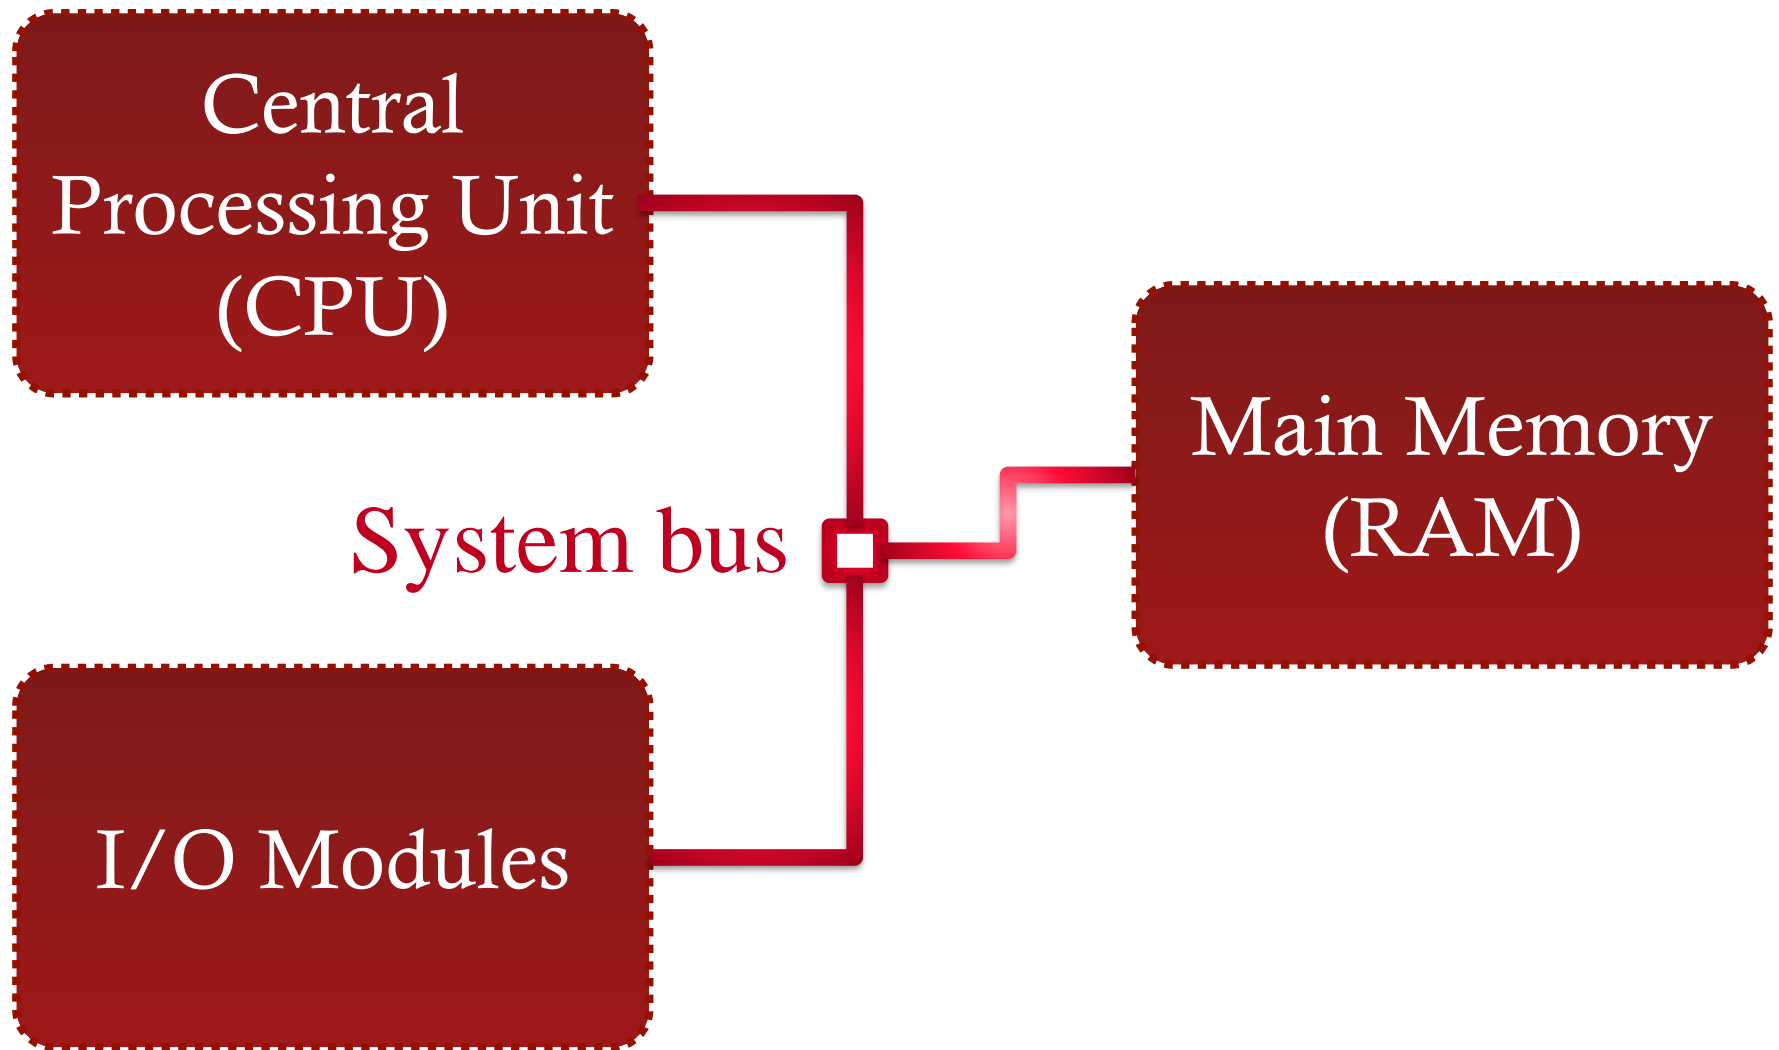 Central
Processing Unit
(CPU)
Main Memory
(RAM)
System bus
I/O Modules